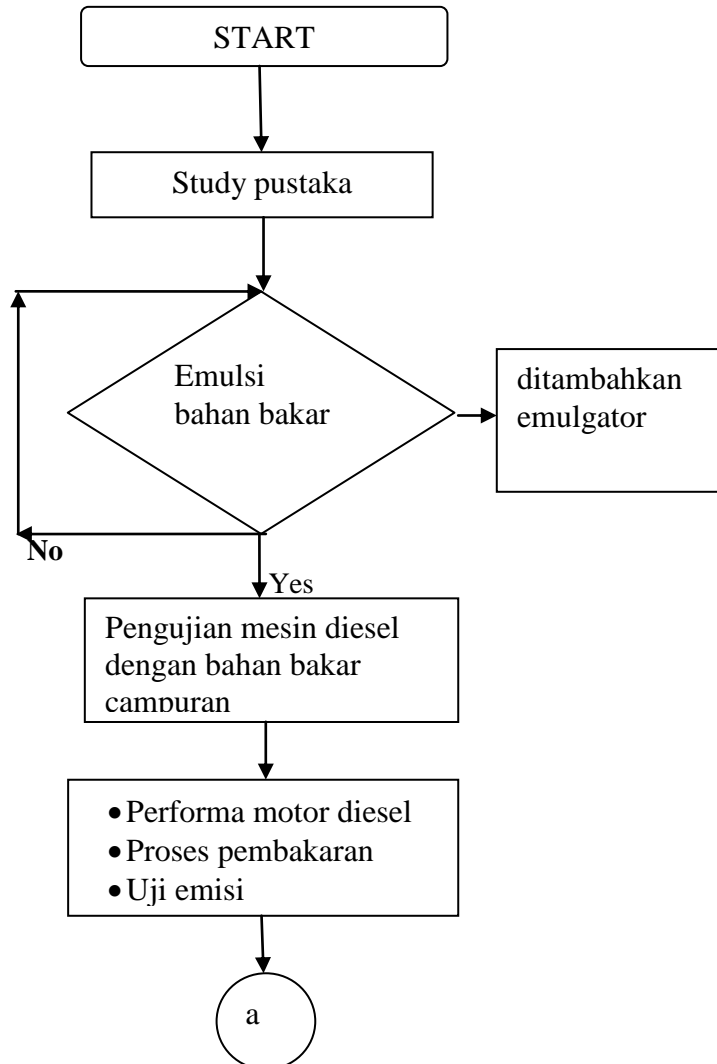 START
Study pustaka
Emulsi
bahan bakar
ditambahkan
emulgator
No
Yes
Pengujian mesin diesel
dengan bahan bakar
campuran
•Performa motor diesel
•Proses pembakaran
•Uji emisi
a